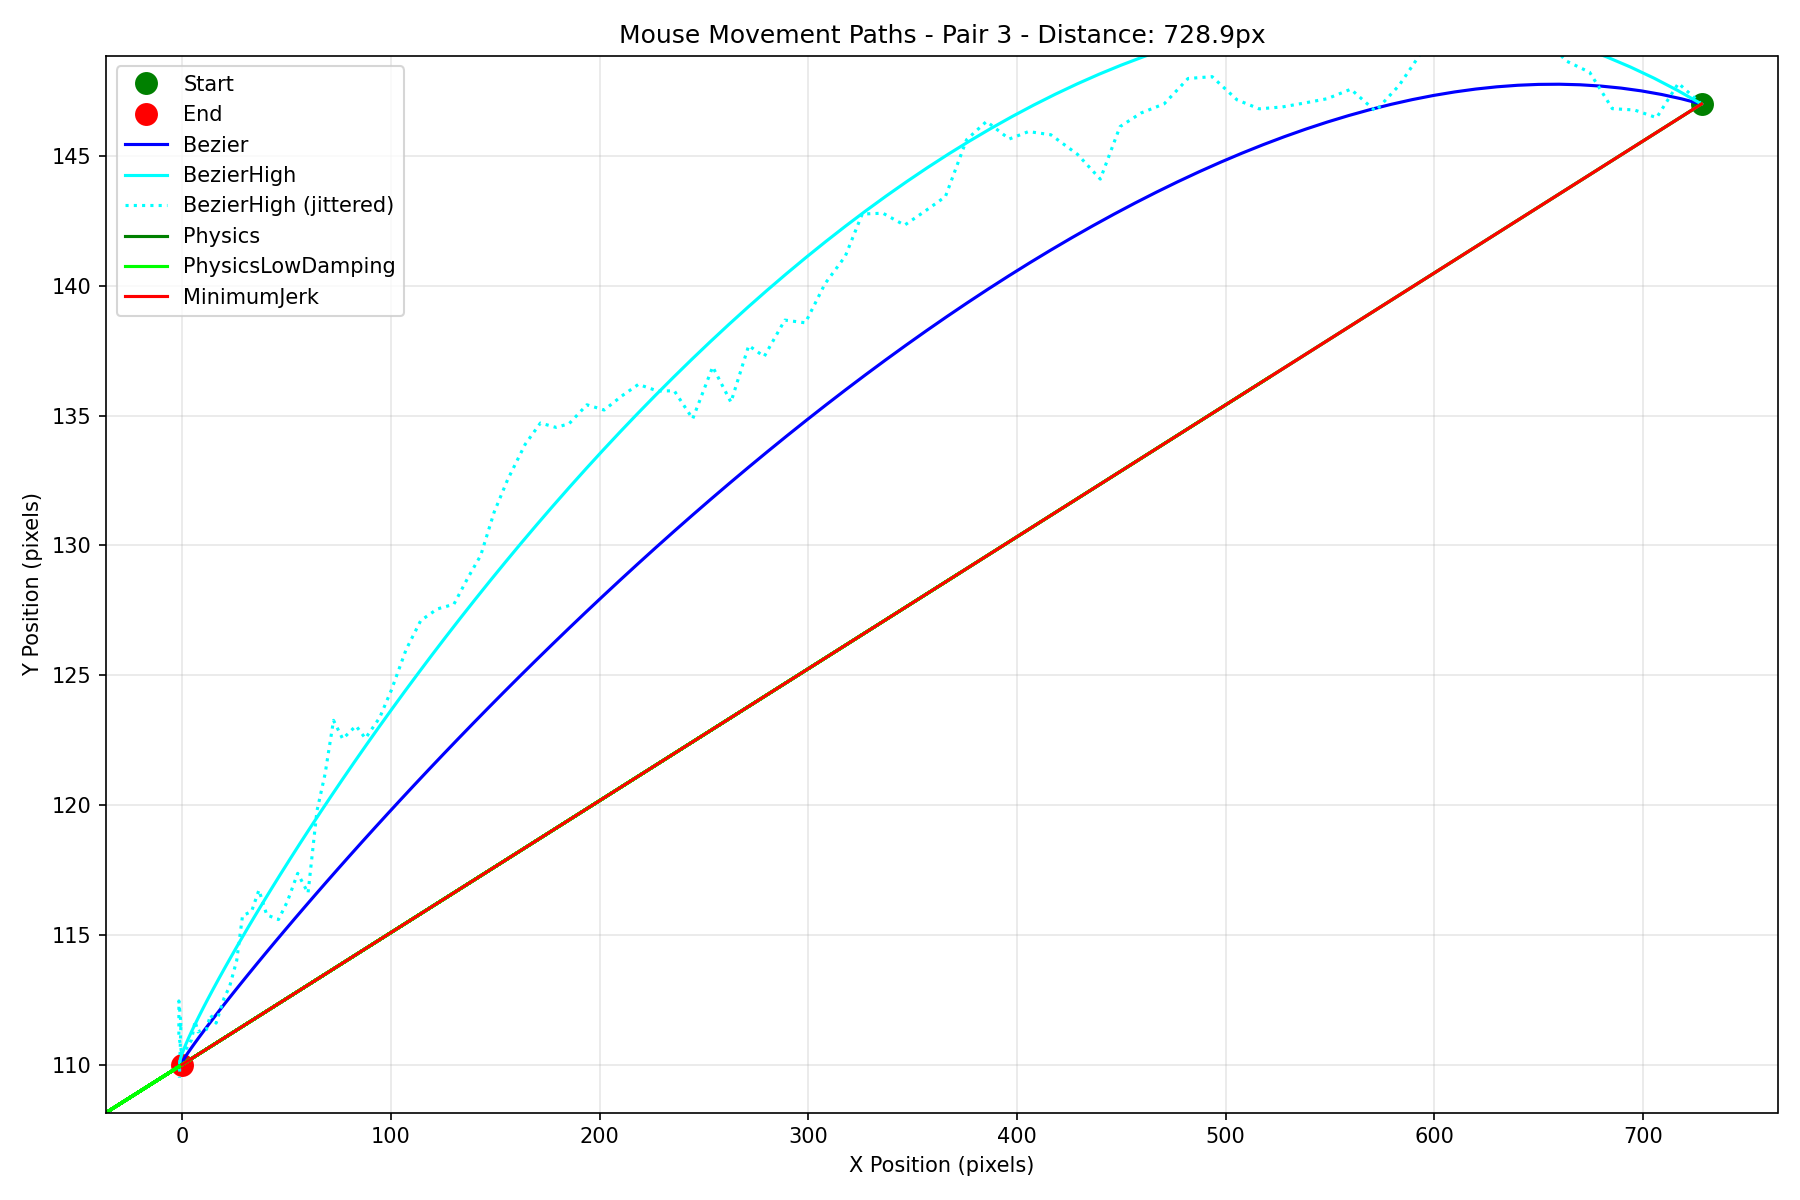 Mouse Movement Paths - Pair 3 - Distance: 728.9px
Start
End
Bezier
BezierHigh
BezierHigh (jittered)
Physics
PhysicsLowDamping
MinimumJerk
Y Position (pixels)
145
140
135
130
125
120
115
110
0 100 200 300 400 500 600 700
X Position (pixels)